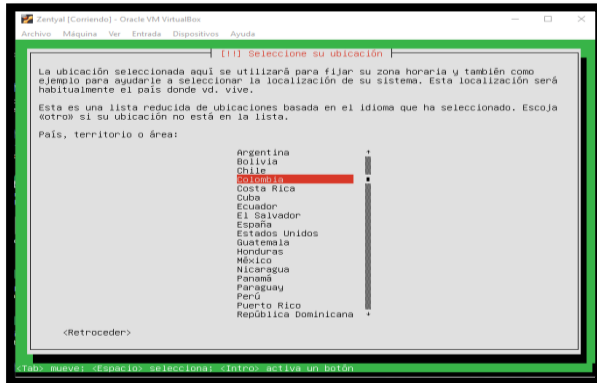 Zentyal [Corriendo] - Oracle VM VirtualBox
Archivo Máquina Ver Entrada Dispositivos Ayuda
[!!] Seleccione su ubicación
La ubicación seleccionada aquí se utilizará para fijar su zona horaria y también como
ejemplo para ayudarle a seleccionar la localización de su sistema. Esta localización será
habitualmente el país donde vd. vive.
Esta es una lista reducida de ubicaciones basada en el idioma que ha seleccionado. Escoja
«otro» si su ubicación no está en la lista.
País, territorio o área:
Argentina
Bolivia
Chile
Colombia
Costa Rica
Cuba
Ecuador
El Salvador
España
Estados Unidos
Guatemala
Honduras
México
Nicaragua
Panamá
Paraguay
Perú
Puerto Rico
República Dominicana
<Retroceder>
<Tab> mueve; <Espacio> selecciona; <Intro> activa un botón